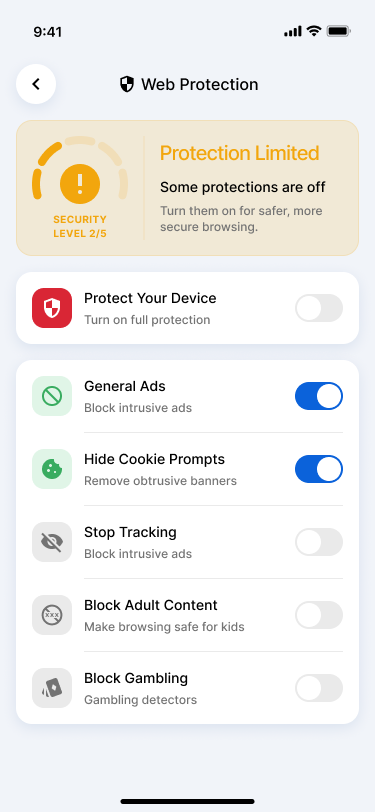 9:41
Web Protection
SECURITY
LEVEL 2/5
Protection Limited
Some protections are off
Turn them on for safer, more
secure browsing.
Protect Your Device
Turn on full protection
General Ads
Block intrusive ads
Hide Cookie Prompts
Remove obtrusive banners
Stop Tracking
Block intrusive ads
XXX
Block Adult Content
Make browsing safe for kids
Block Gambling
Gambling detectors